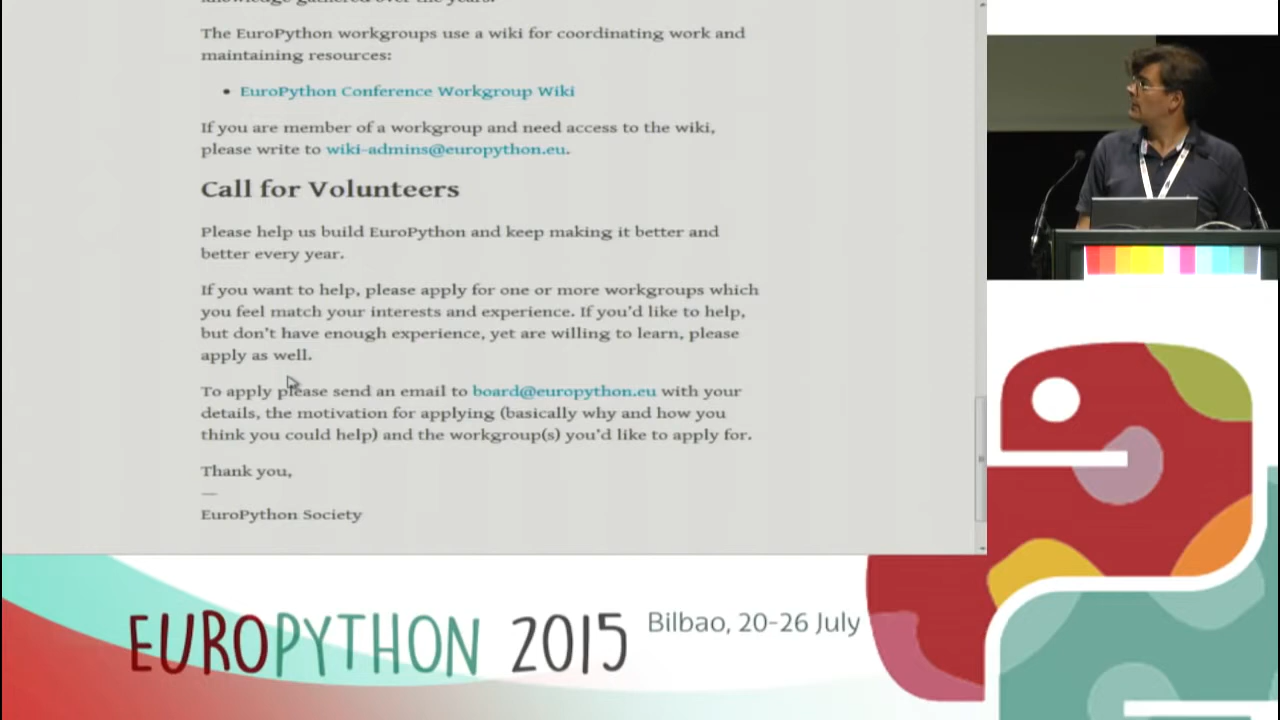 knowledge gathered over the years.
The EuroPython workgroups use a wiki for coordinating work and
maintaining resources:
• EuroPython Conference Workgroup Wiki
If you are member of a workgroup and need access to the wiki,
please write to wiki-admins@europython.eu.
Call for Volunteers
Please help us build EuroPython and keep making it better and
better every year.
If you want to help, please apply for one or more workgroups which
you feel match your interests and experience. If you'd like to help,
but don't have enough experience, yet are willing to learn, please
apply as well.
To apply please send an email to board@europython.eu with your
details, the motivation for applying (basically why and how you
think you could help) and the workgroup(s) you'd like to apply for.
Thank you,
—
EuroPython Society
EUROPYTHON 2015 Bilbao, 20-26 July